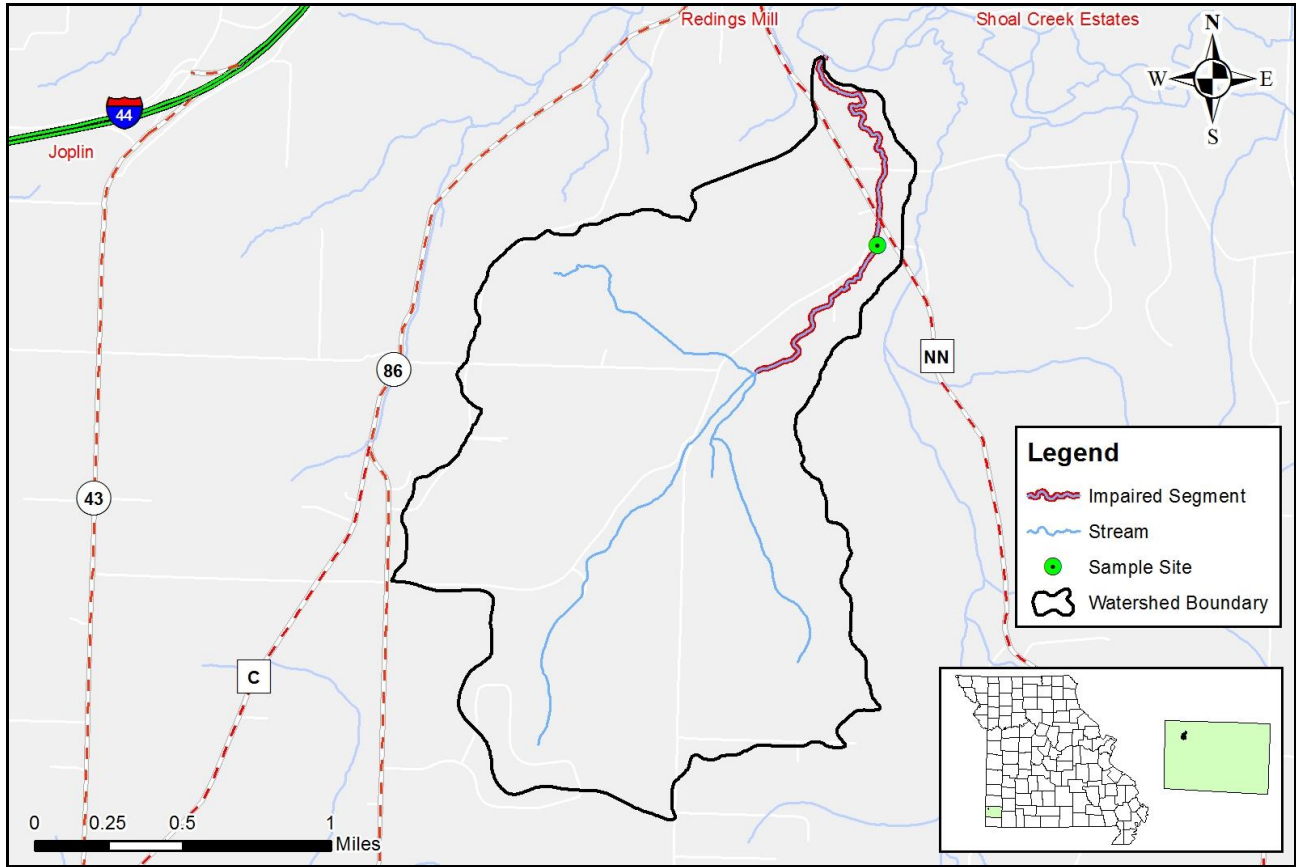 Redings Mill
Shoal Creek Estates
N
W
E
S
44
Joplin
86
NN
43
C
Legend
Impaired Segment
Stream
Sample Site
Watershed Boundary
0 0.25 0.5 1
Miles